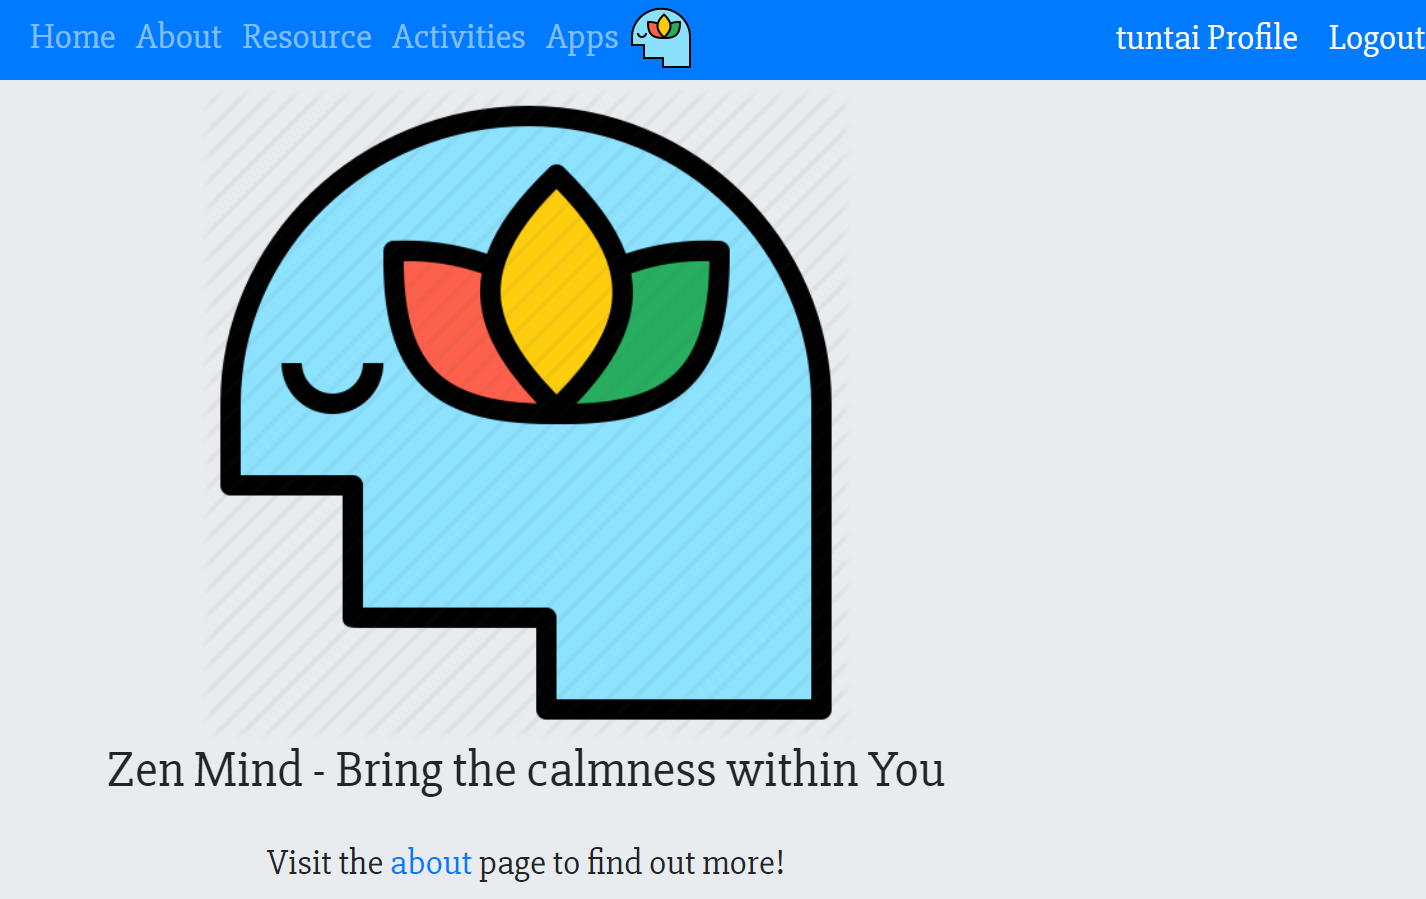 Home About Resource Activities Apps tuntai Profile Logout
Zen Mind - Bring the calmness within You
Visit the about page to find out more!